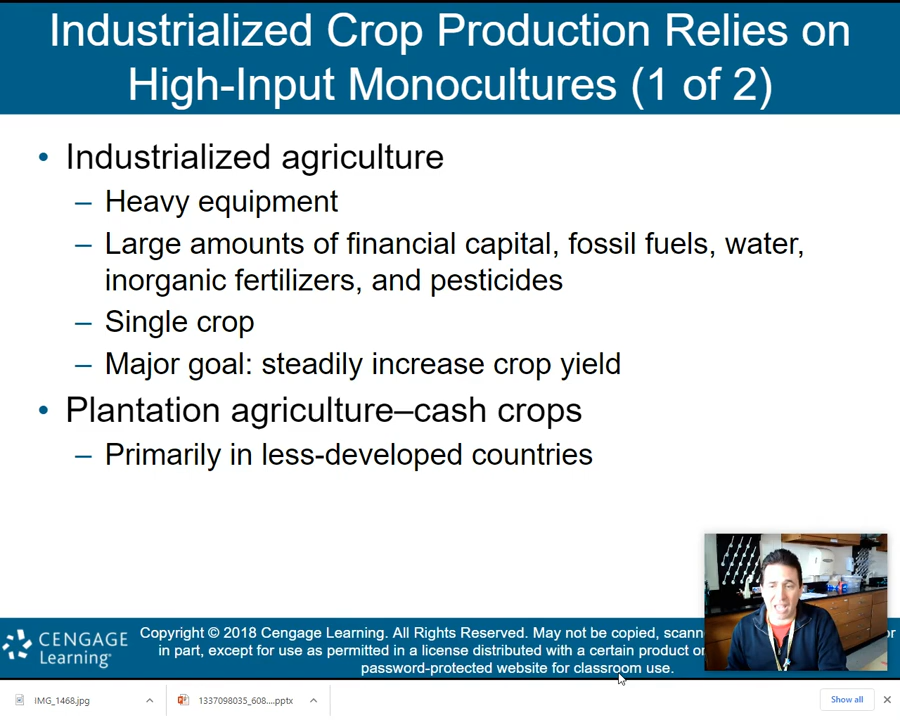 Industrialized Crop Production Relies on
High-Input Monocultures (1 of 2)
• Industrialized agriculture
– Heavy equipment
– Large amounts of financial capital, fossil fuels, water,
inorganic fertilizers, and pesticides
– Single crop
– Major goal: steadily increase crop yield
• Plantation agriculture–cash crops
– Primarily in less-developed countries
CENGAGE
Learning
Copyright © 2018 Cengage Learning. All Rights Reserved. May not be copied,
in part, except for use as permitted in a license distributed with a certain product or
password-protected website for classroom use.
IMG_1468.jpg
1337098035_608....pptx
Show all